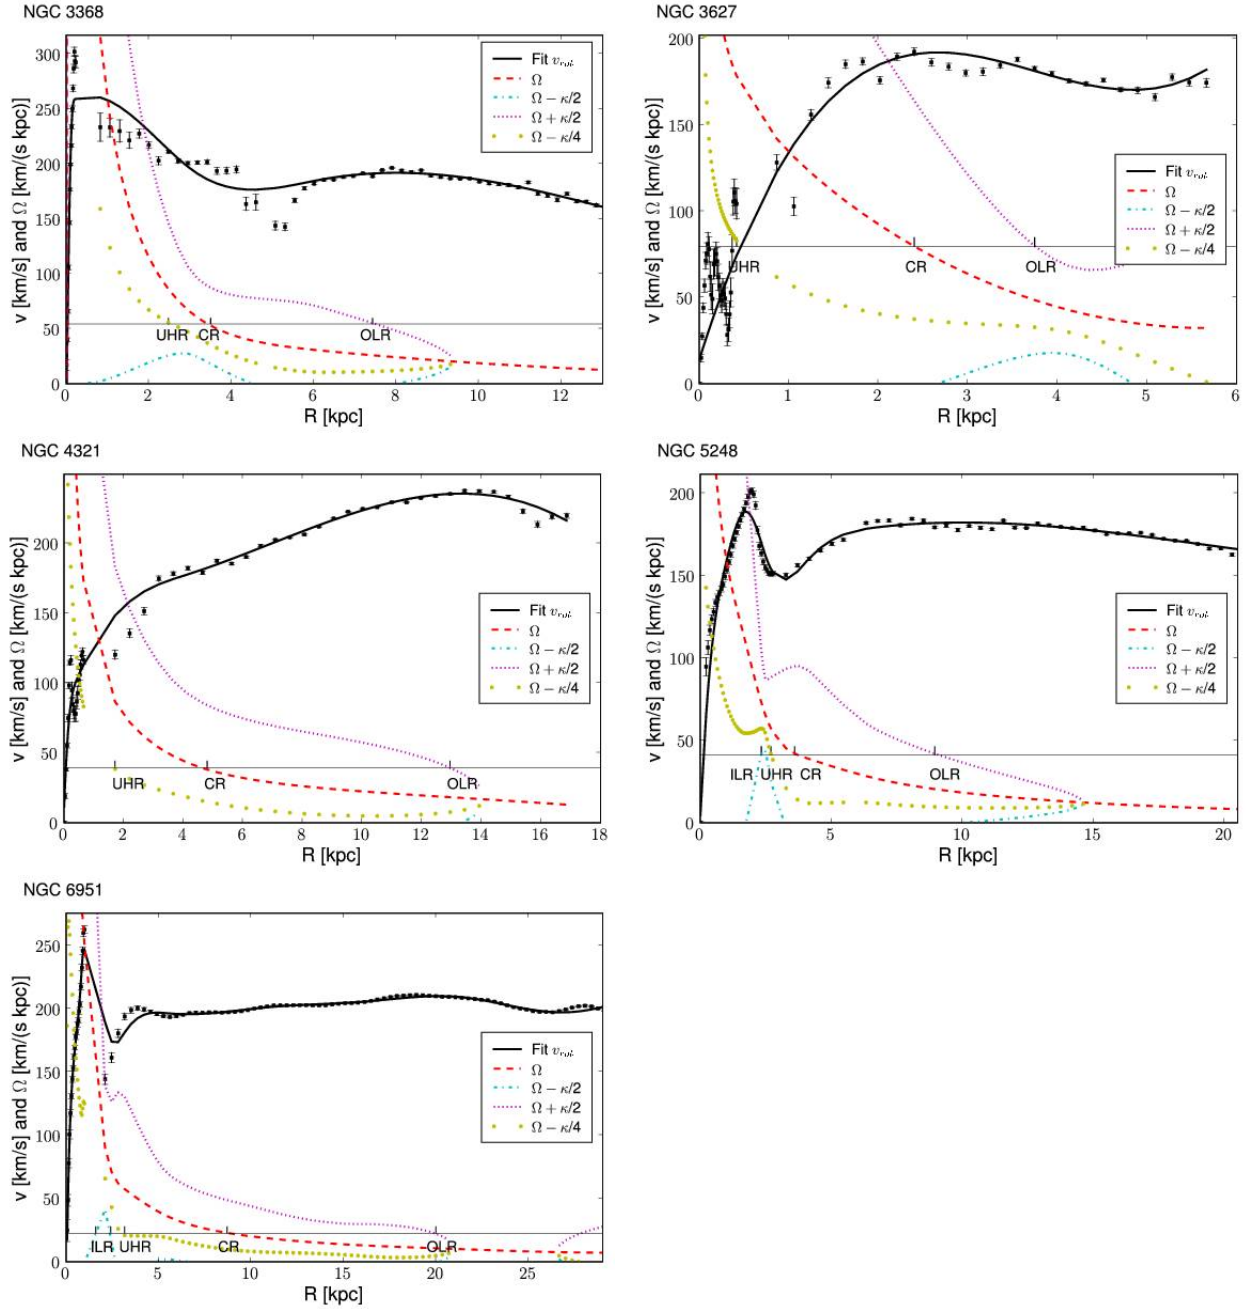 NGC 3368
300
250
200
150
100
50
0
v [km/s] and Ω [km/(s kpc)]
Fit v_rot
Ω
Ω − κ/2
Ω + κ/2
Ω − κ/4
UHR CR OLR
0 2 4 6 8 10 12
R [kpc]
NGC 3627
200
150
100
50
0
v [km/s] and Ω [km/(s kpc)]
Fit v_rot
Ω
Ω − κ/2
Ω + κ/2
Ω − κ/4
UHR CR OLR
0 1 2 3 4 5 6
R [kpc]
NGC 4321
200
150
100
50
0
v [km/s] and Ω [km/(s kpc)]
Fit v_rot
Ω
Ω − κ/2
Ω + κ/2
Ω − κ/4
UHR CR OLR
0 2 4 6 8 10 12 14 16 18
R [kpc]
NGC 5248
200
150
100
50
0
v [km/s] and Ω [km/(s kpc)]
Fit v_rot
Ω
Ω − κ/2
Ω + κ/2
Ω − κ/4
ILR UHR CR OLR
0 5 10 15 20
R [kpc]
NGC 6951
250
200
150
100
50
0
v [km/s] and Ω [km/(s kpc)]
Fit v_rot
Ω
Ω − κ/2
Ω + κ/2
Ω − κ/4
ILR UHR CR OLR
0 5 10 15 20 25
R [kpc]